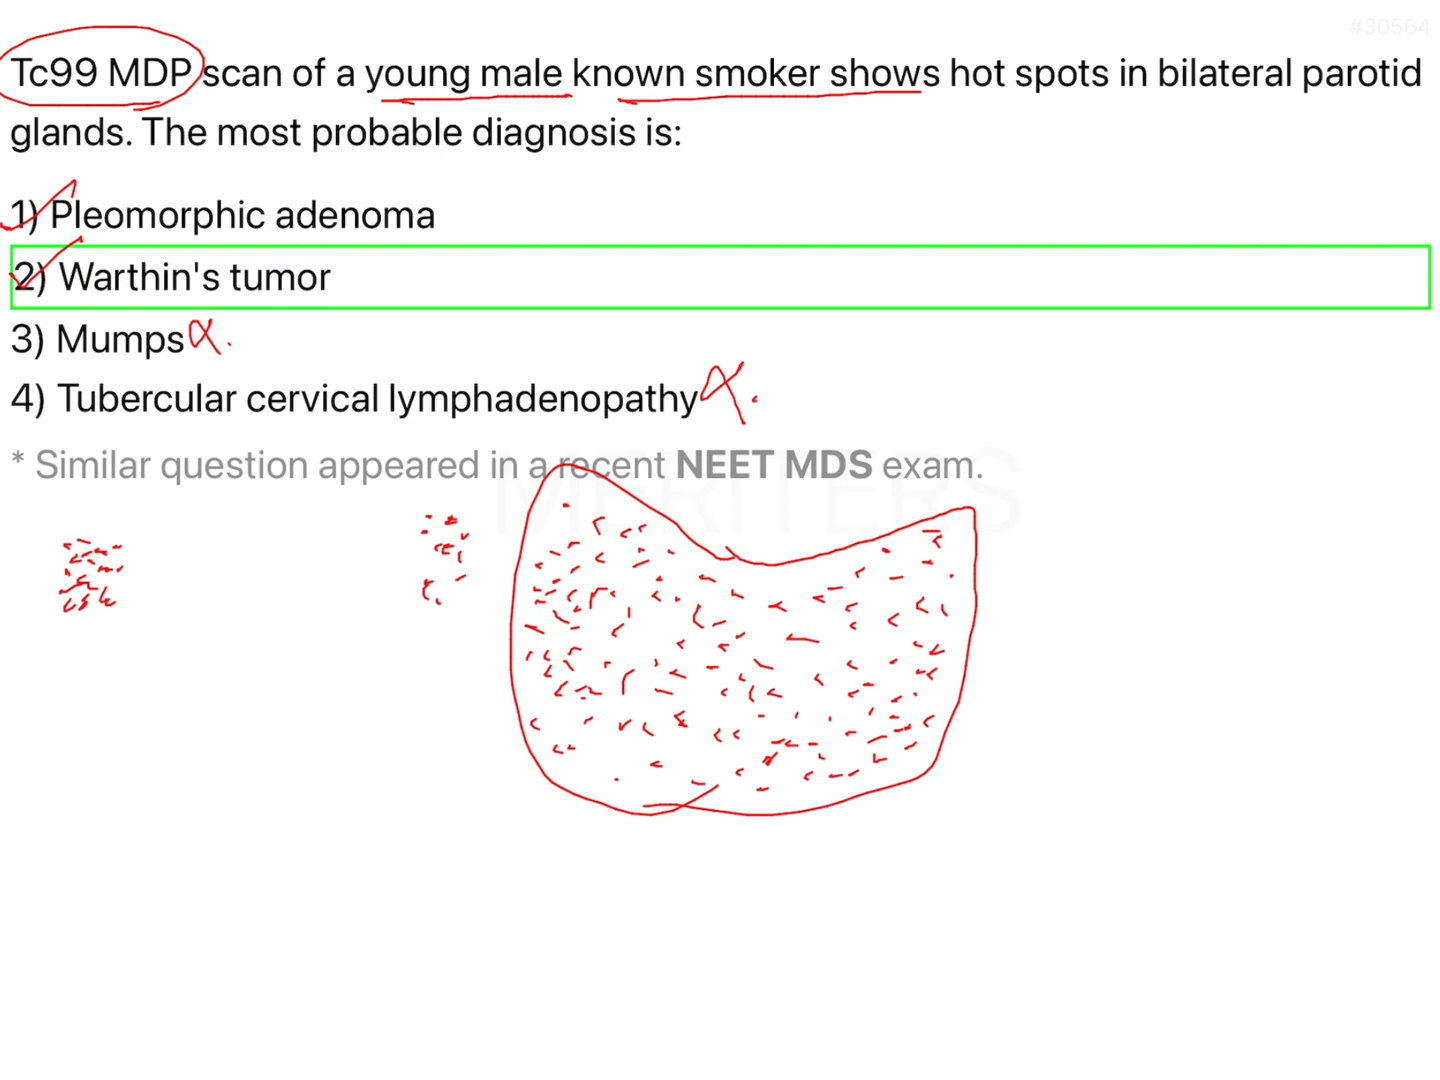 #30564
Tc99 MDP scan of a young male known smoker shows hot spots in bilateral parotid
glands. The most probable diagnosis is:
1) Pleomorphic adenoma
2) Warthin's tumor
3) Mumps
4) Tubercular cervical lymphadenopathy
* Similar question appeared in a recent NEET MDS exam.
MERITERS